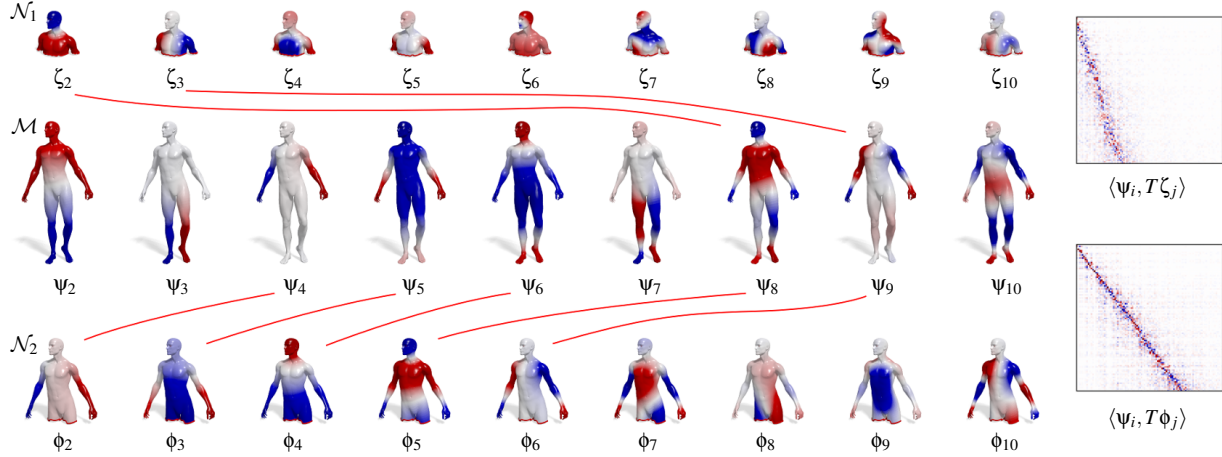 𝒩₁
ζ₂ ζ₃ ζ₄ ζ₅ ζ₆ ζ₇ ζ₈ ζ₉ ζ₁₀
ℳ
⟨ψᵢ, Tζⱼ⟩
ψ₂ ψ₃ ψ₄ ψ₅ ψ₆ ψ₇ ψ₈ ψ₉ ψ₁₀
𝒩₂
⟨ψᵢ, Tϕⱼ⟩
ϕ₂ ϕ₃ ϕ₄ ϕ₅ ϕ₆ ϕ₇ ϕ₈ ϕ₉ ϕ₁₀